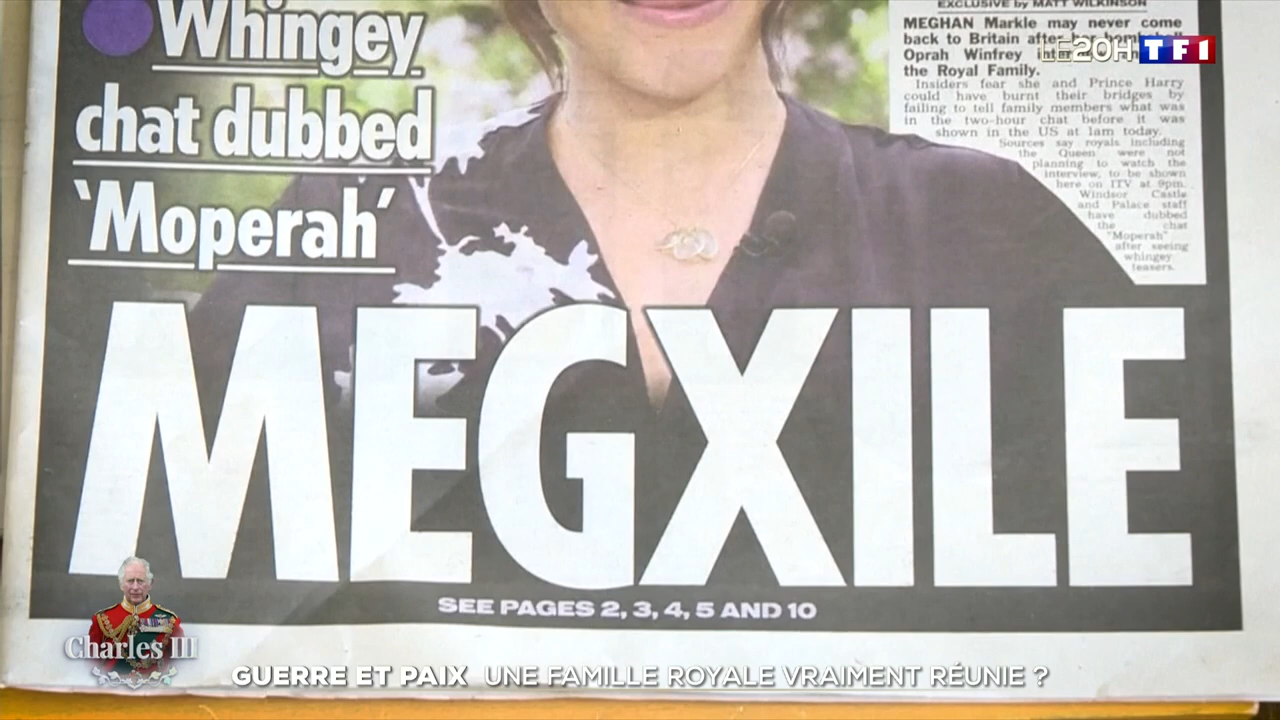 Whingey
chat dubbed
'Moperah'
EXCLUSIVE by MATT WILKINSON
MEGHAN Markle may never come
back to Britain after her bombshell
Oprah Winfrey
the Royal Family.
Insiders fear she and Prince Harry
could have burnt their bridges by
failing to tell family members what was
in the two-hour chat before it was
shown in the US at 1am today.
Sources say royals including
the Queen were not
planning to watch the
interview, to be shown
here on ITV at 9pm.
Windsor Castle
and Palace staff
have dubbed
the chat
"Moperah"
after seeing
whingey
teasers.
LE20H TF1
MEGXILE
SEE PAGES 2, 3, 4, 5 AND 10
Charles III
GUERRE ET PAIX UNE FAMILLE ROYALE VRAIMENT RÉUNIE ?